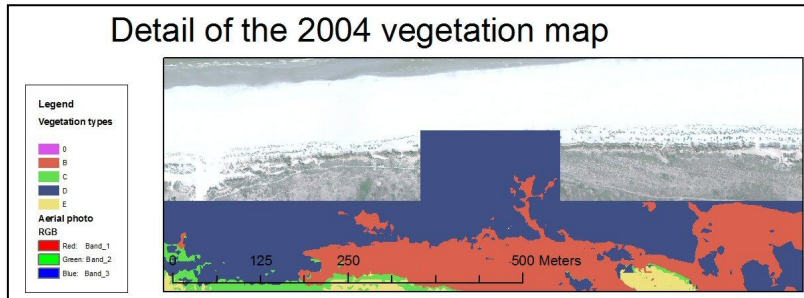 Detail of the 2004 vegetation map
Legend
Vegetation types
0
B
C
D
E
Aerial photo
RGB
Red: Band_1
Green: Band_2
Blue: Band_3
0 125 250 500 Meters